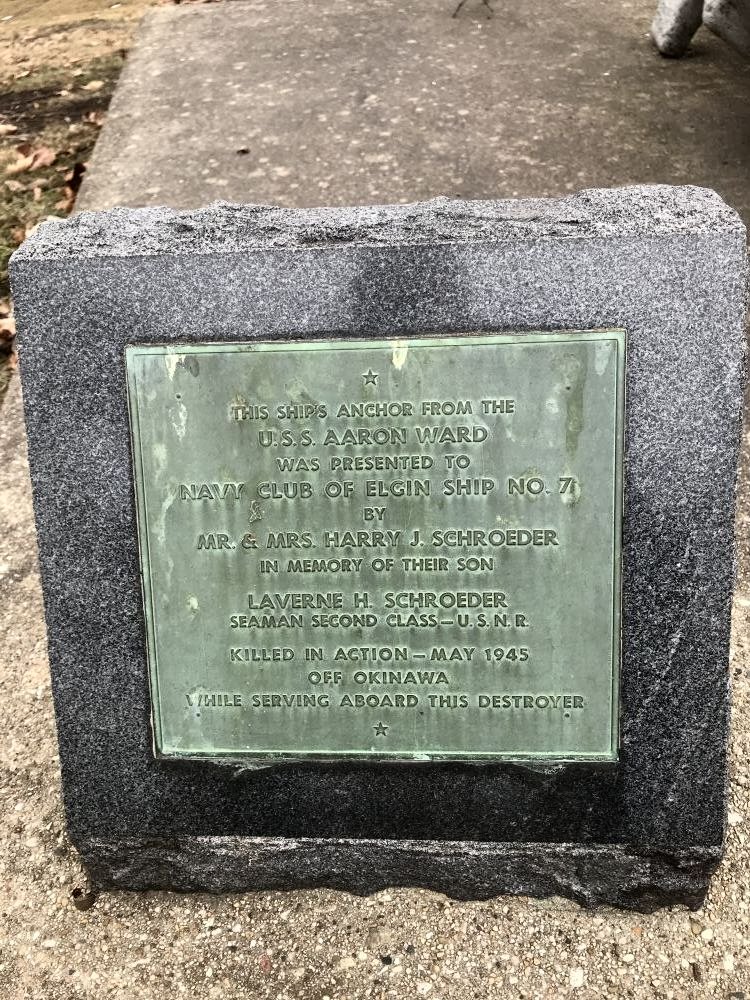 THIS SHIP'S ANCHOR FROM THE
U.S.S. AARON WARD
WAS PRESENTED TO
NAVY CLUB OF ELGIN SHIP NO. 7
BY
MR. & MRS. HARRY J. SCHROEDER
IN MEMORY OF THEIR SON
LAVERNE H. SCHROEDER
SEAMAN SECOND CLASS – U.S.N.R.
KILLED IN ACTION – MAY 1945
OFF OKINAWA
WHILE SERVING ABOARD THIS DESTROYER